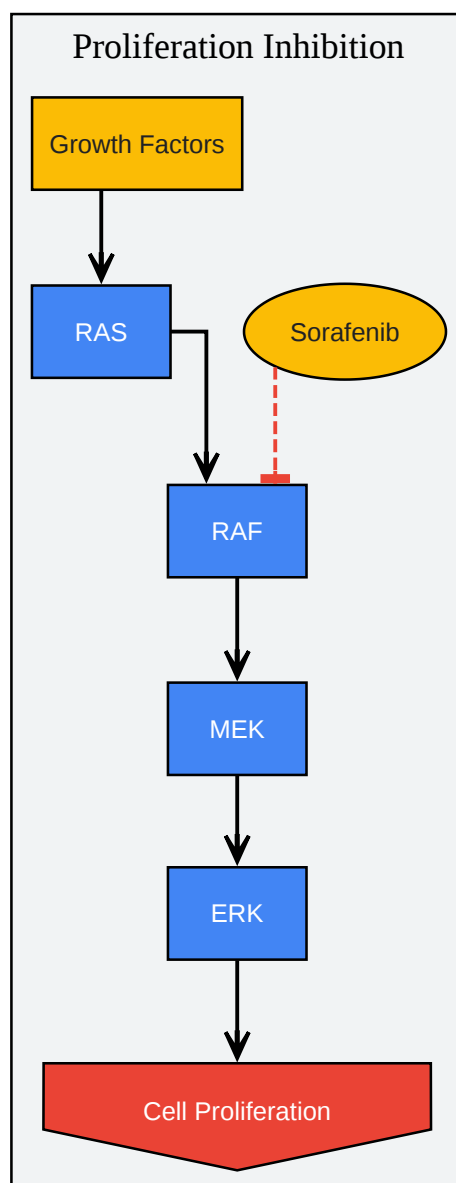 Proliferation Inhibition
Growth Factors
RAS
Sorafenib
RAF
MEK
ERK
Cell Proliferation